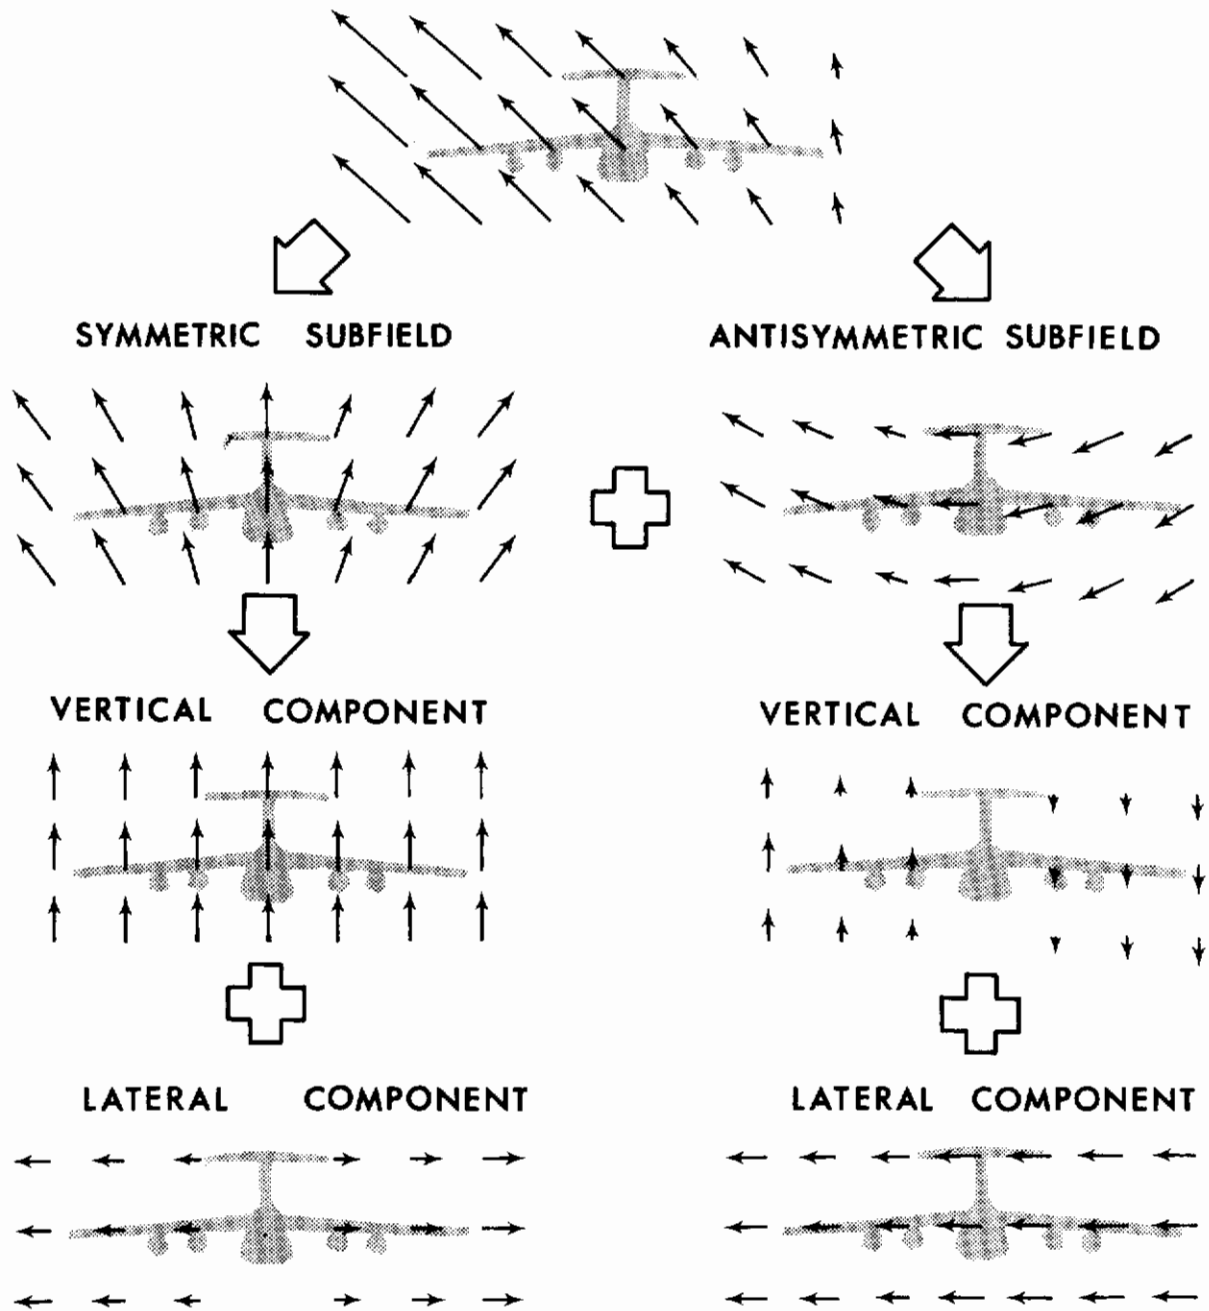 SYMMETRIC SUBFIELD
ANTISYMMETRIC SUBFIELD
VERTICAL COMPONENT
VERTICAL COMPONENT
LATERAL COMPONENT
LATERAL COMPONENT